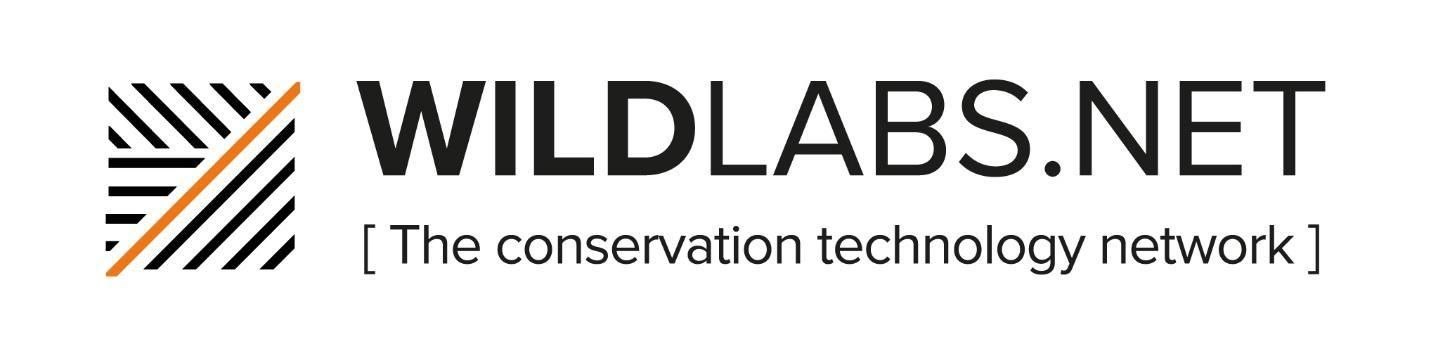 WILDLABS.NET
[ The conservation technology network ]